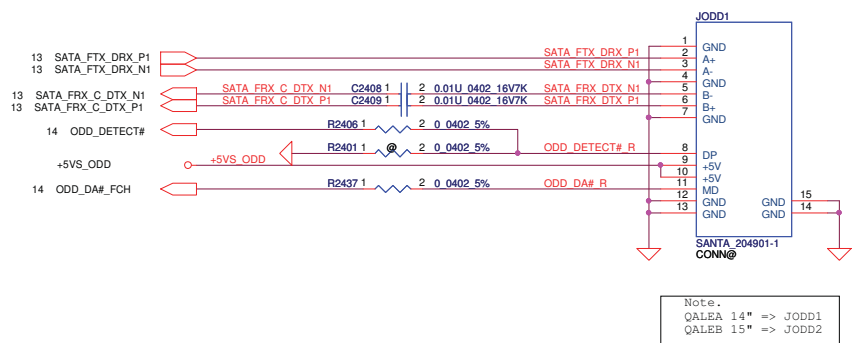 JODD1
1 GND
13 SATA_FTX_DRX_P1 SATA_FTX_DRX_P1 2 A+
13 SATA_FTX_DRX_N1 SATA_FTX_DRX_N1 3 A-
4 GND
13 SATA_FRX_C_DTX_N1 SATA_FRX_C_DTX_N1 C2408 1 2 0.01U_0402_16V7K SATA_FRX_DTX_N1 5 B-
13 SATA_FRX_C_DTX_P1 SATA_FRX_C_DTX_P1 C2409 1 2 0.01U_0402_16V7K SATA_FRX_DTX_P1 6 B+
7 GND
14 ODD_DETECT# R2406 1 2 0_0402_5%
R2401 1 @ 2 0_0402_5% ODD_DETECT#_R 8 DP
+5VS_ODD +5VS_ODD 9 +5V
10 +5V
14 ODD_DA#_FCH R2437 1 2 0_0402_5% ODD_DA#_R 11 MD
12 GND GND 15
13 GND GND 14
SANTA_204901-1
CONN@
Note.
QALEA 14" => JODD1
QALEB 15" => JODD2